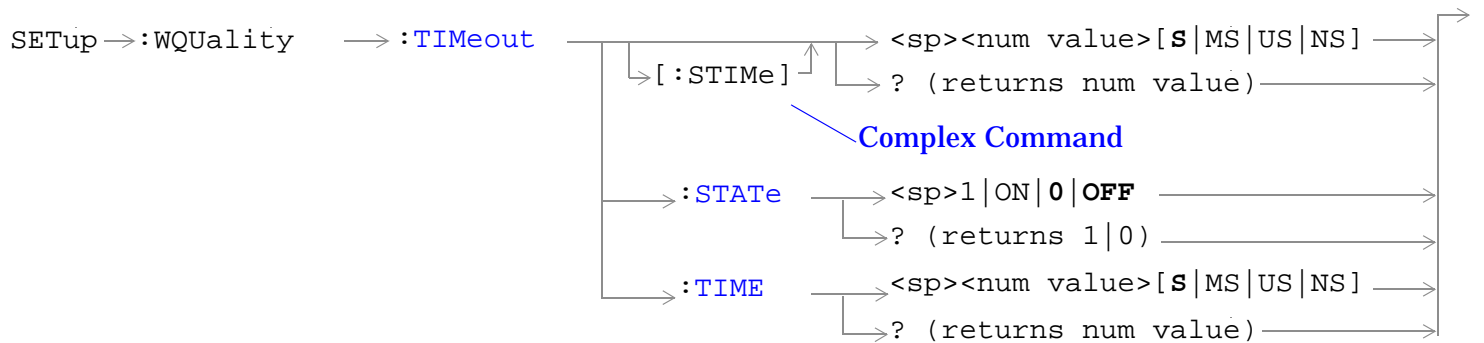 SETup :WQUality :TIMeout <sp><num value>[S|MS|US|NS]
[:STIMe] ? (returns num value)
Complex Command
:STATe <sp>1|ON|0|OFF
? (returns 1|0)
:TIME <sp><num value>[S|MS|US|NS]
? (returns num value)